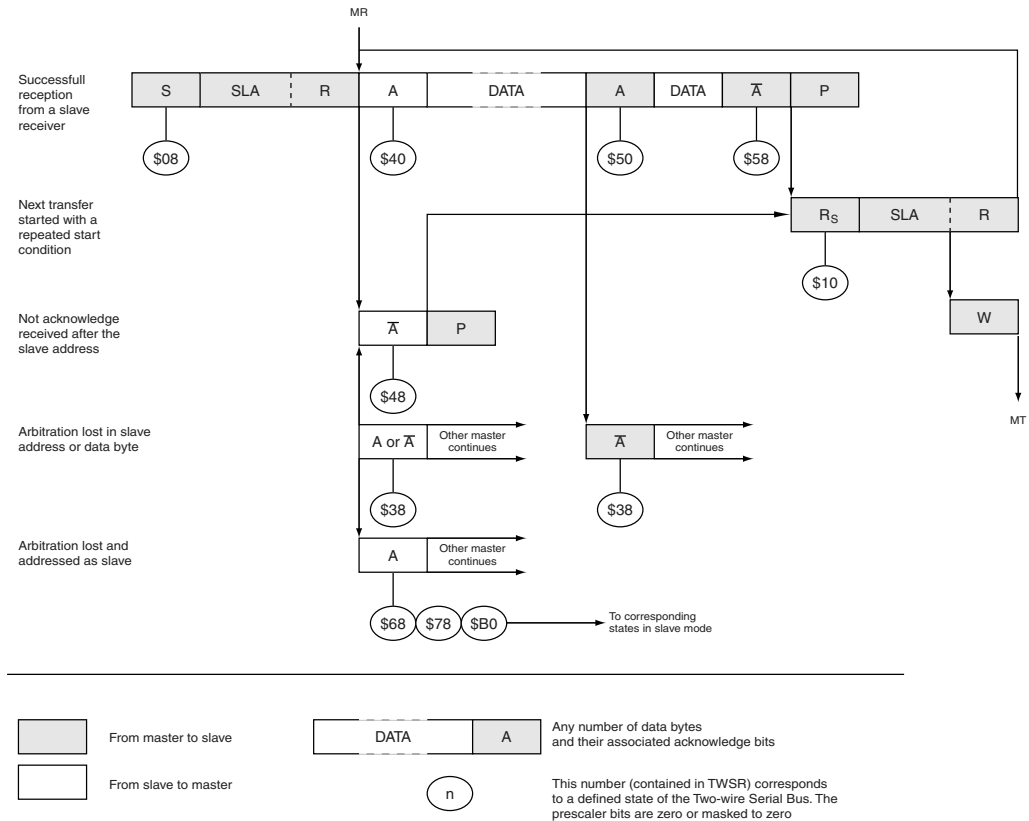 MR
Successfull
reception
from a slave
receiver
S SLA R A DATA A DATA A̅ P
$08 $40 $50 $58
Next transfer
started with a
repeated start
condition
RS SLA R
$10
Not acknowledge
received after the
slave address
A̅ P
W
$48
MT
Arbitration lost in slave
address or data byte
A or A̅
Other master
continues
A̅
Other master
continues
$38 $38
Arbitration lost and
addressed as slave
A
Other master
continues
$68 $78 $B0
To corresponding
states in slave mode
From master to slave
From slave to master
DATA A
Any number of data bytes
and their associated acknowledge bits
n
This number (contained in TWSR) corresponds
to a defined state of the Two-wire Serial Bus. The
prescaler bits are zero or masked to zero